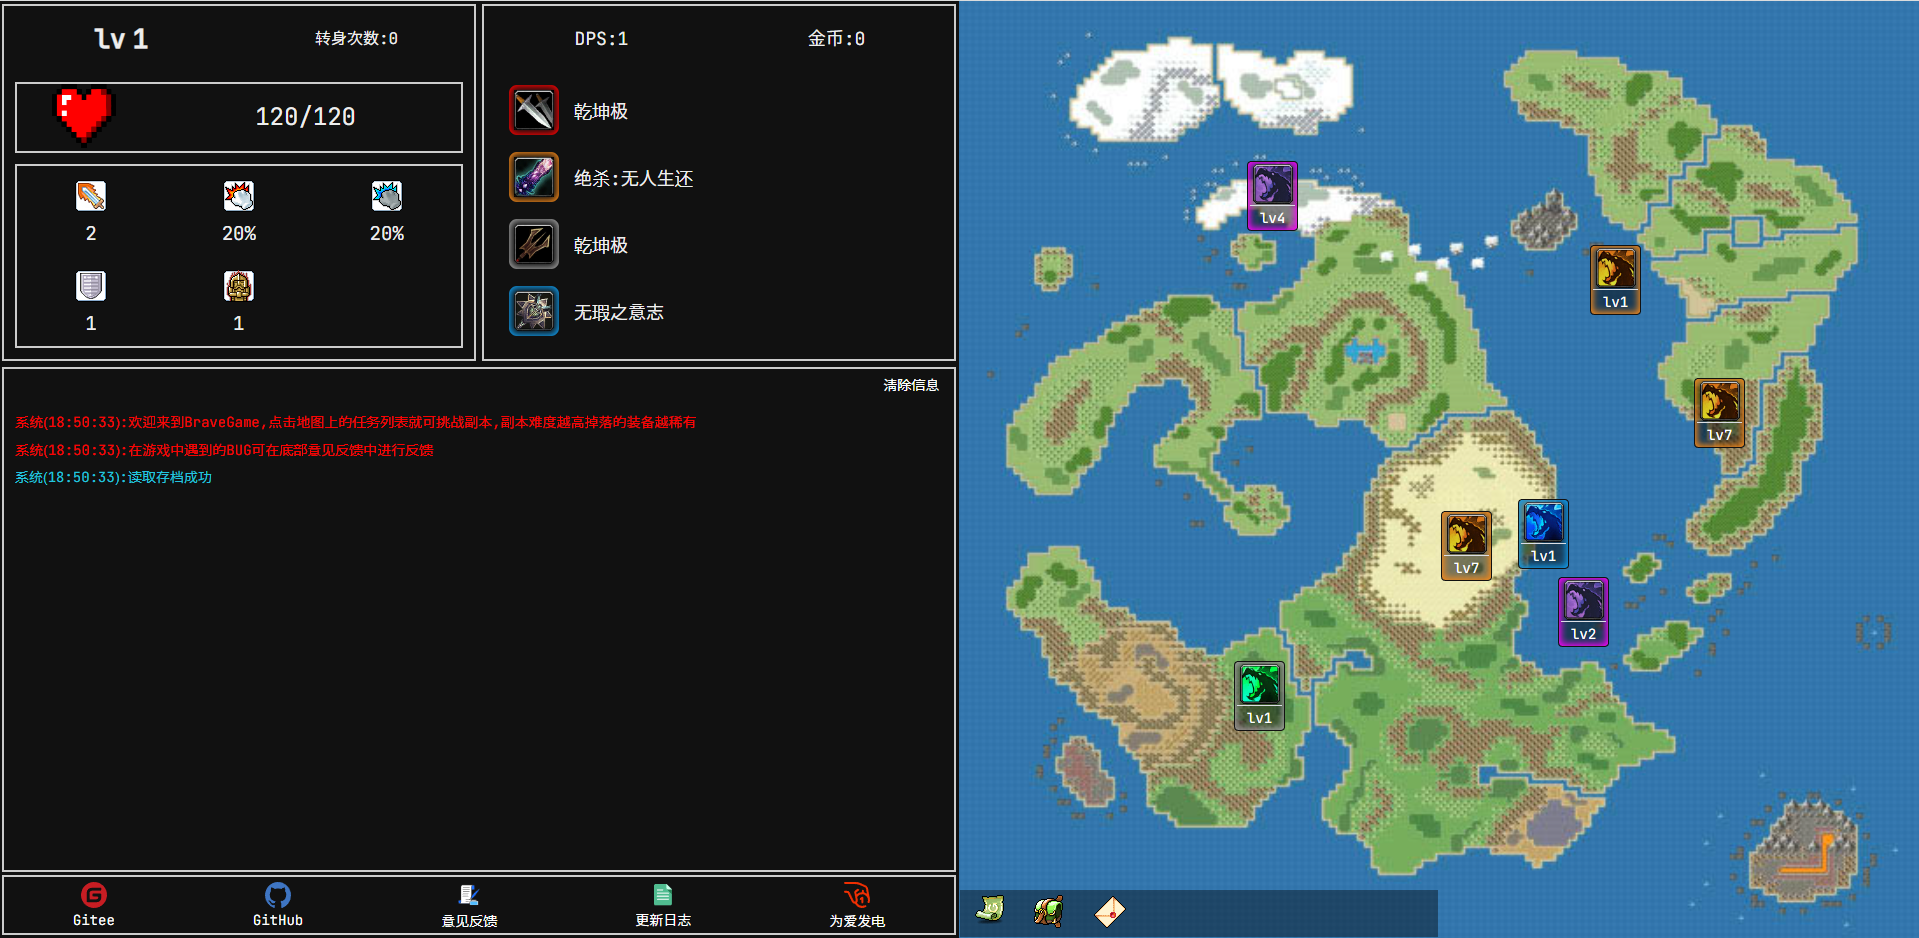 lv 1
转身次数:0
120/120
2
20%
20%
1
1
DPS:1
金币:0
乾坤极
绝杀:无人生还
乾坤极
无瑕之意志
清除信息
系统(18:50:33):欢迎来到BraveGame,点击地图上的任务列表就可挑战副本,副本难度越高掉落的装备越稀有
系统(18:50:33):在游戏中遇到的BUG可在底部意见反馈中进行反馈
系统(18:50:33):读取存档成功
Gitee
GitHub
意见反馈
更新日志
为爱发电
lv4
lv1
lv7
lv7
lv1
lv2
lv1